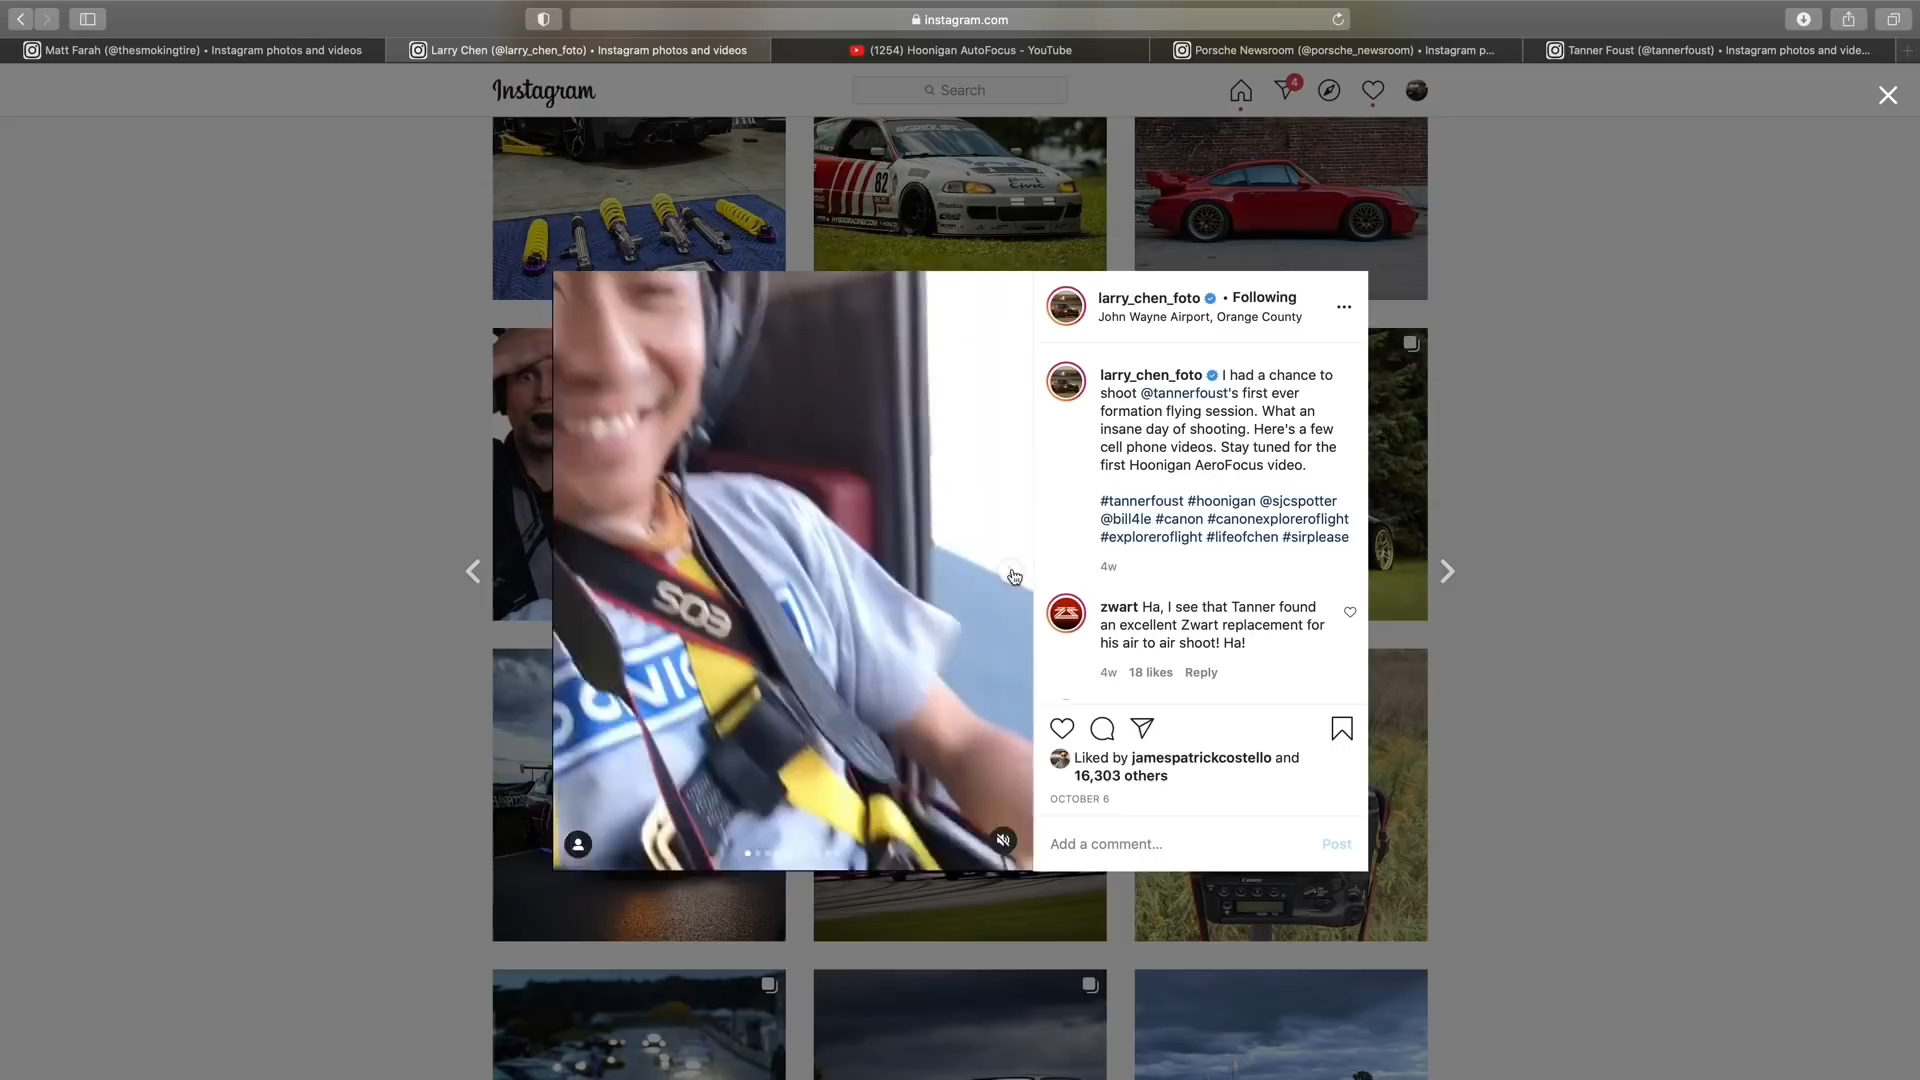 instagram.com
Matt Farah (@thesmokingtire) • Instagram photos and videos
Larry Chen (@larry_chen_foto) • Instagram photos and videos
(1254) Hoonigan AutoFocus - YouTube
Porsche Newsroom (@porsche_newsroom) • Instagram p...
Tanner Foust (@tannerfoust) • Instagram photos and vide...
Instagram
Search
4
#GRIDLIFE
82
Civic
larry_chen_foto • Following
John Wayne Airport, Orange County
larry_chen_foto I had a chance to
shoot @tannerfoust's first ever
formation flying session. What an
insane day of shooting. Here's a few
cell phone videos. Stay tuned for the
first Hoonigan AeroFocus video.
#tannerfoust #hoonigan @sjcspotter
@bill4le #canon #canonexploreroflight
#exploreroflight #lifeofchen #sirplease
4w
zwart Ha, I see that Tanner found
an excellent Zwart replacement for
his air to air shoot! Ha!
4w 18 likes Reply
EOS
Liked by jamespatrickcostello and
16,303 others
OCTOBER 6
Add a comment... Post
Canon